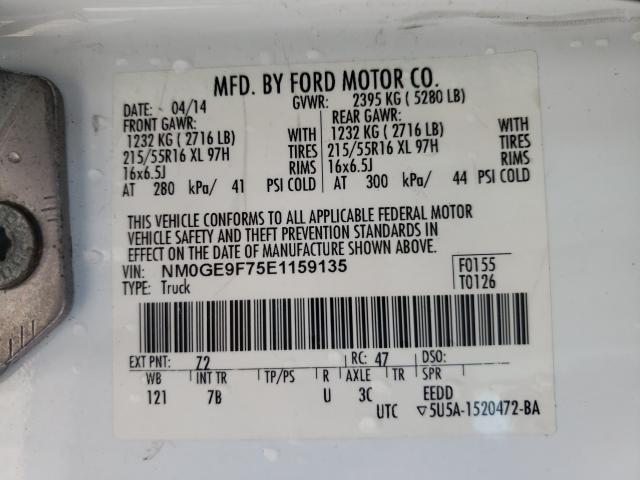 MFD. BY FORD MOTOR CO.
DATE: 04/14 GVWR: 2395 KG ( 5280 LB)
FRONT GAWR: REAR GAWR:
1232 KG ( 2716 LB) WITH 1232 KG ( 2716 LB) WITH
215/55R16 XL 97H TIRES 215/55R16 XL 97H TIRES
16x6.5J RIMS 16x6.5J RIMS
AT 280 kPa/ 41 PSI COLD AT 300 kPa/ 44 PSI COLD
THIS VEHICLE CONFORMS TO ALL APPLICABLE FEDERAL MOTOR
VEHICLE SAFETY AND THEFT PREVENTION STANDARDS IN
EFFECT ON THE DATE OF MANUFACTURE SHOWN ABOVE.
VIN: NM0GE9F75E1159135 F0155
TYPE: Truck T0126
EXT PNT: 72 RC: 47 DSO:
WB INT TR TP/PS R AXLE TR SPR
121 7B U 3C EEDD
UTC ▽5U5A-1520472-BA